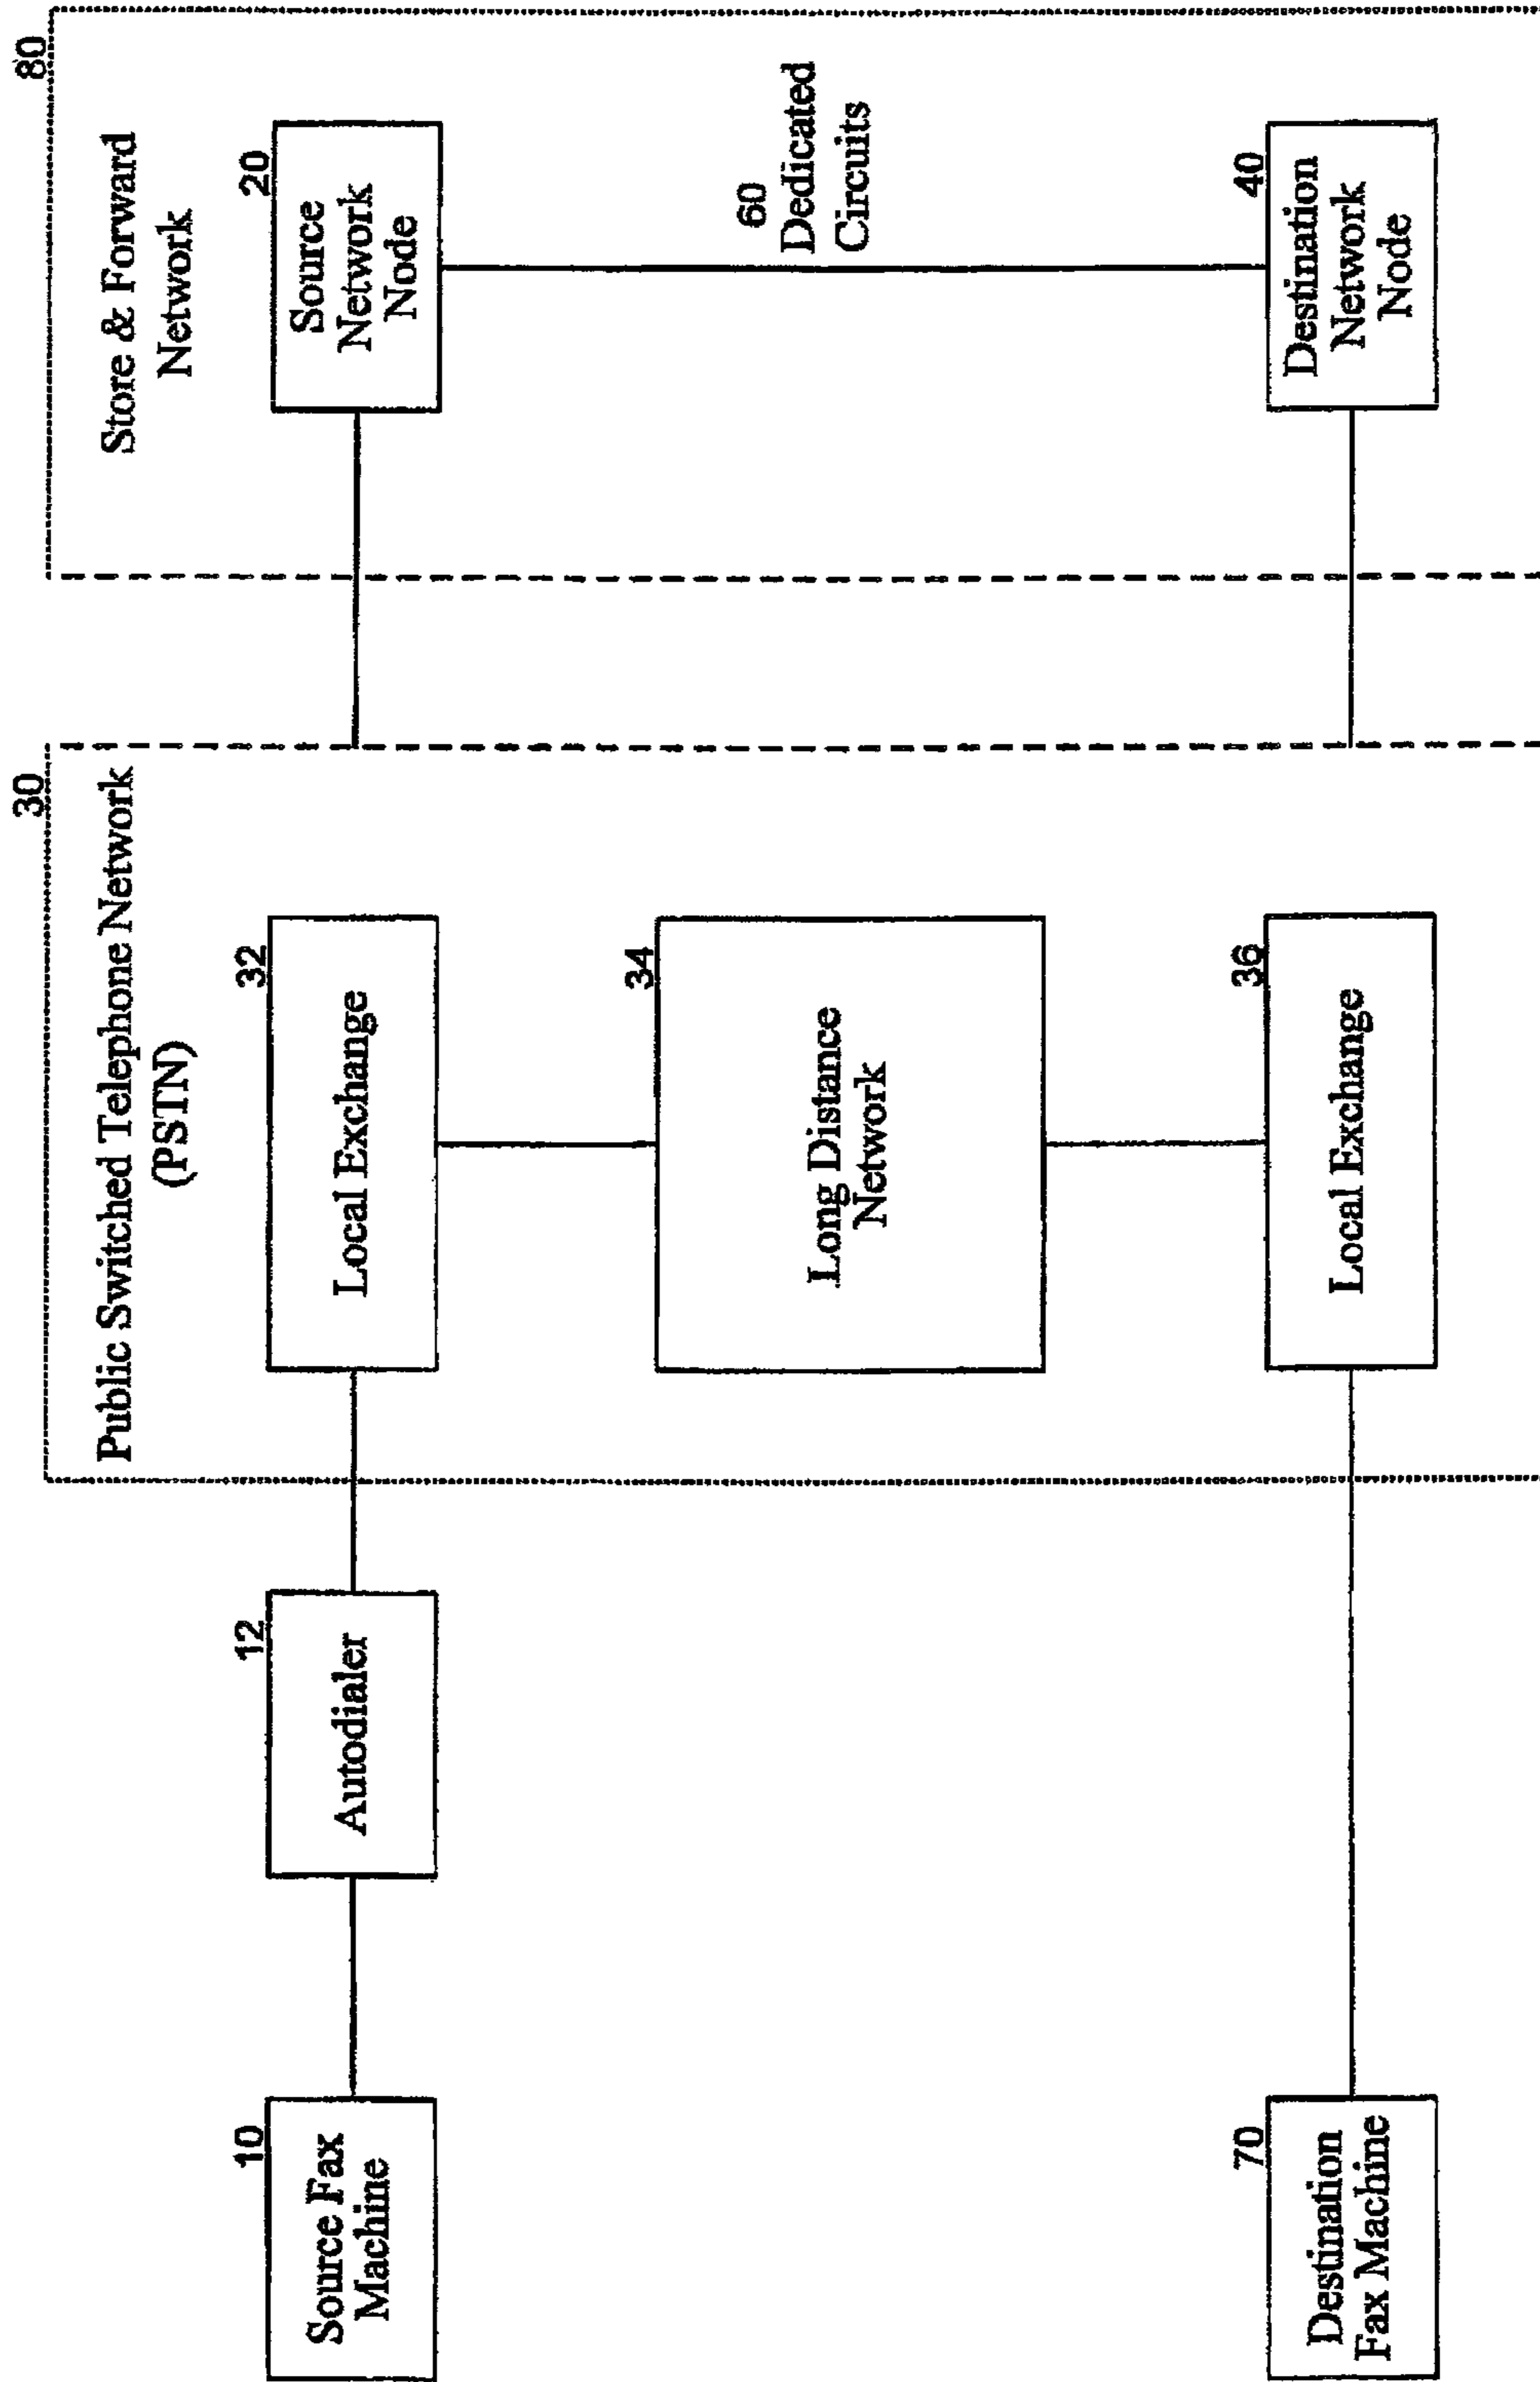 30
80
Public Switched Telephone Network
(PSTN)
Store & Forward
Network
10
Source Fax
Machine
12
Autodialer
32
Local Exchange
20
Source
Network
Node
34
Long Distance
Network
60
Dedicated
Circuits
70
Destination
Fax Machine
36
Local Exchange
40
Destination
Network
Node